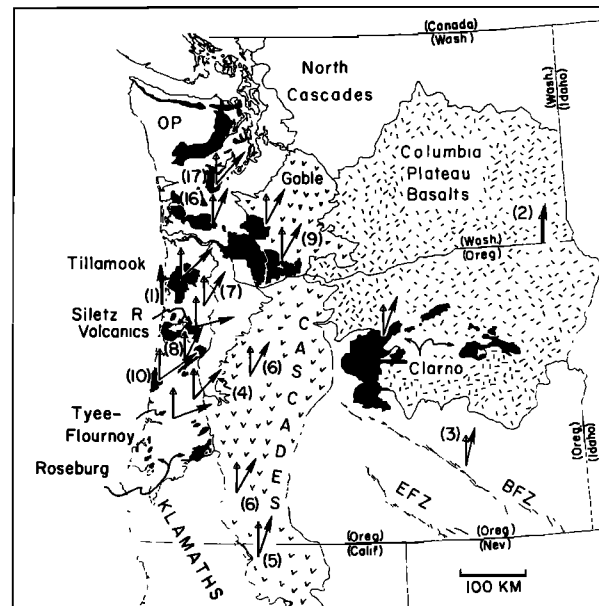 (Canada)
(Wash.)
North
Cascades
(Wash.)
(Idaho)
OP
Columbia
Plateau
Basalts
(17)
Goble
(16)
(2)
(9)
(Wash.)
(Oreg.)
Tillamook
(1)
(7)
Siletz R
Volcanics
CASCADES
(8)
(6)
Clarno
(10)
(4)
Tyee-
Flournoy
(3)
(Oreg.)
(Idaho)
Roseburg
(6)
EFZ
BFZ
KLAMATHS
(5)
(Oreg.)
(Calif)
(Oreg.)
(Nev)
100 KM